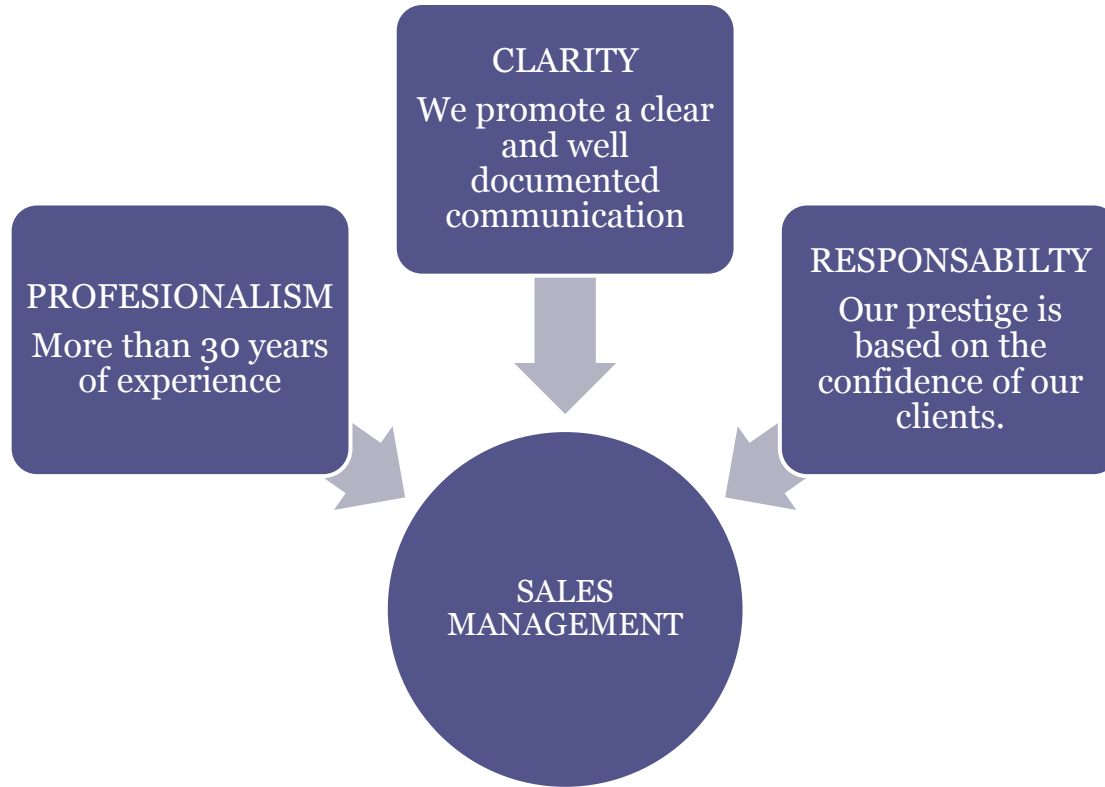 CLARITY
We promote a clear
and well
documented
communication
PROFESIONALISM
More than 30 years
of experience
RESPONSABILTY
Our prestige is
based on the
confidence of our
clients.
SALES
MANAGEMENT